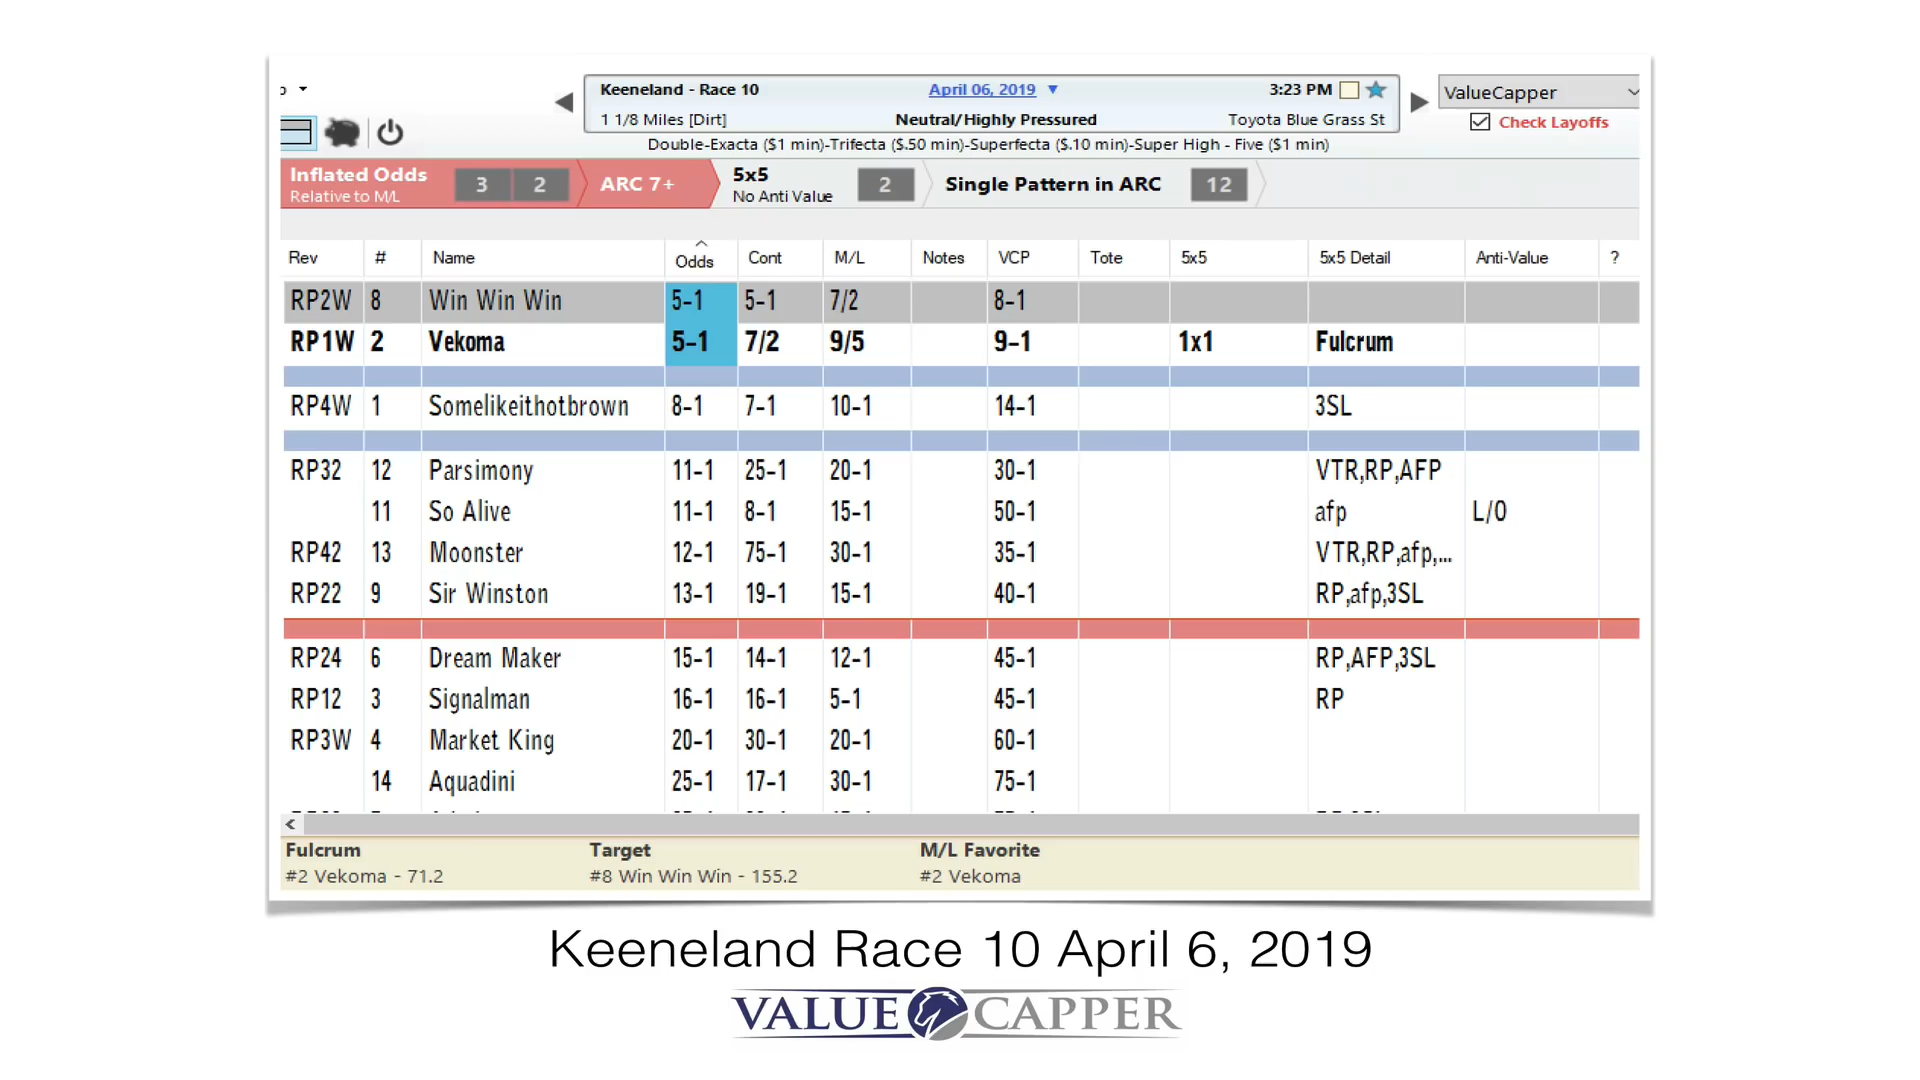 Keeneland - Race 10 April 06, 2019 ▼ 3:23 PM
1 1/8 Miles [Dirt] Neutral/Highly Pressured Toyota Blue Grass St
ValueCapper
Check Layoffs
Double-Exacta ($1 min)-Trifecta ($.50 min)-Superfecta ($.10 min)-Super High - Five ($1 min)
Inflated Odds
Relative to M/L
3 2
ARC 7+
5x5
No Anti Value
2
Single Pattern in ARC
12
Rev # Name Odds Cont M/L Notes VCP Tote 5x5 5x5 Detail Anti-Value ?
RP2W 8 Win Win Win 5-1 5-1 7/2 8-1
RP1W 2 Vekoma 5-1 7/2 9/5 9-1 1x1 Fulcrum
RP4W 1 Somelikeithotbrown 8-1 7-1 10-1 14-1 3SL
RP32 12 Parsimony 11-1 25-1 20-1 30-1 VTR,RP,AFP
11 So Alive 11-1 8-1 15-1 50-1 afp L/O
RP42 13 Moonster 12-1 75-1 30-1 35-1 VTR,RP,afp,...
RP22 9 Sir Winston 13-1 19-1 15-1 40-1 RP,afp,3SL
RP24 6 Dream Maker 15-1 14-1 12-1 45-1 RP,AFP,3SL
RP12 3 Signalman 16-1 16-1 5-1 45-1 RP
RP3W 4 Market King 20-1 30-1 20-1 60-1
14 Aquadini 25-1 17-1 30-1 75-1
Fulcrum Target M/L Favorite
#2 Vekoma - 71.2 #8 Win Win Win - 155.2 #2 Vekoma
Keeneland Race 10 April 6, 2019
VALUE CAPPER